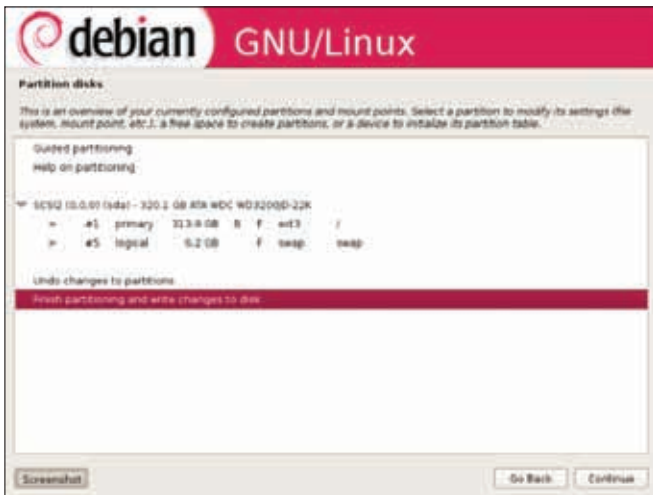 debian GNU/Linux
Partition disks
This is an overview of your currently configured partitions and mount points. Select a partition to modify its settings (file
system, mount point, etc.), a free space to create partitions, or a device to initialize its partition table.
Guided partitioning
Help on partitioning
SCSI2 (0,0,0) (sda) - 320.1 GB ATA WDC WD3200JD-22K
#1 primary 313.9 GB B F ext3 /
#5 logical 6.2 GB F swap swap
Undo changes to partitions
Finish partitioning and write changes to disk
Screenshot
Go Back
Continue